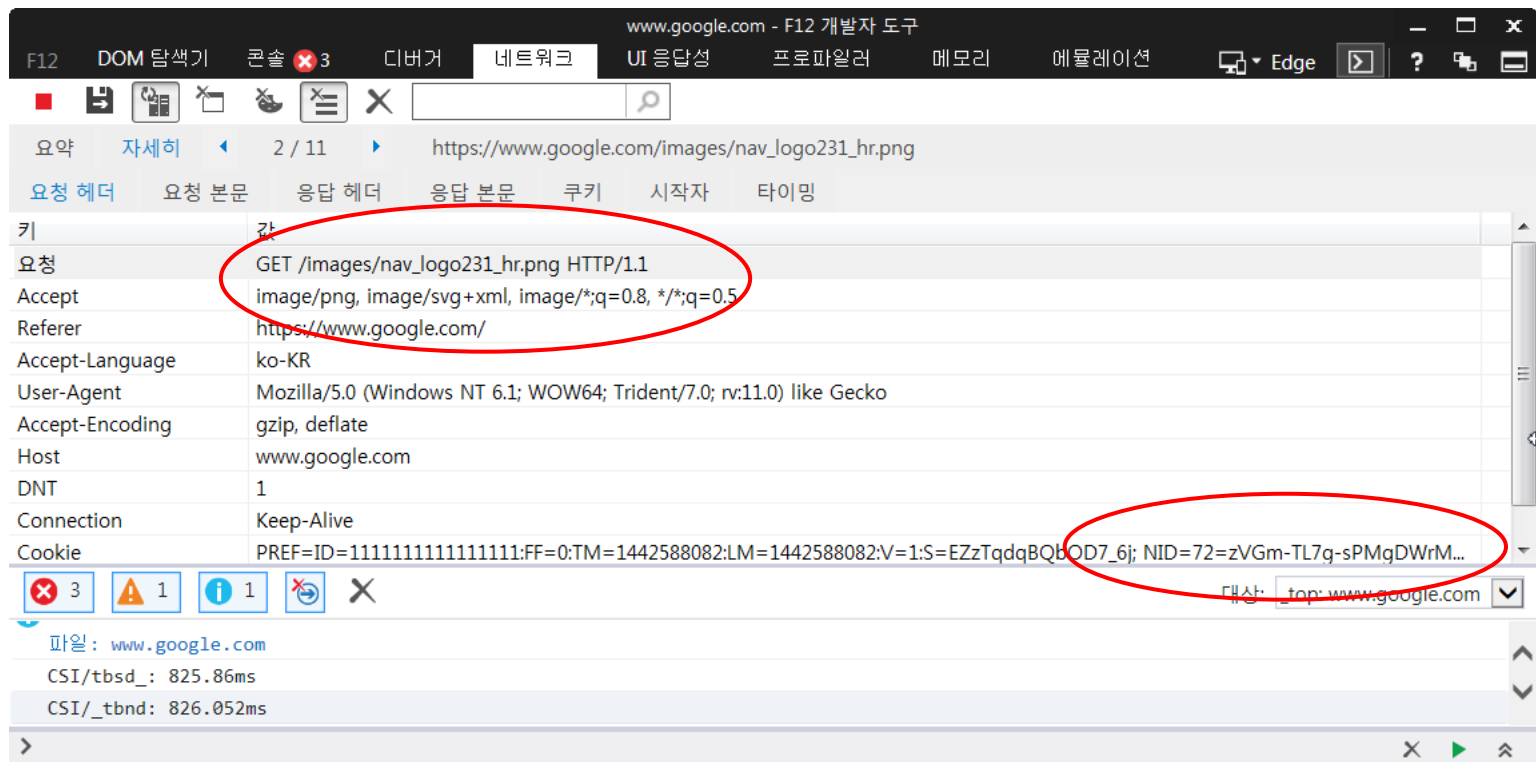 www.google.com - F12 개발자 도구
F12 DOM 탐색기 콘솔 3 디버거 네트워크 UI 응답성 프로파일러 메모리 에뮬레이션 Edge ?
요약 자세히 2 / 11 https://www.google.com/images/nav_logo231_hr.png
요청 헤더 요청 본문 응답 헤더 응답 본문 쿠키 시작자 타이밍
키 값
요청 GET /images/nav_logo231_hr.png HTTP/1.1
Accept image/png, image/svg+xml, image/*;q=0.8, */*;q=0.5
Referer https://www.google.com/
Accept-Language ko-KR
User-Agent Mozilla/5.0 (Windows NT 6.1; WOW64; Trident/7.0; rv:11.0) like Gecko
Accept-Encoding gzip, deflate
Host www.google.com
DNT 1
Connection Keep-Alive
Cookie PREF=ID=1111111111111111:FF=0:TM=1442588082:LM=1442588082:V=1:S=EZzTqdqBQbOD7_6j; NID=72=zVGm-TL7g-sPMgDWrM...
3 1 1 대상: _top: www.google.com
파일: www.google.com
CSI/tbsd_: 825.86ms
CSI/_tbnd: 826.052ms